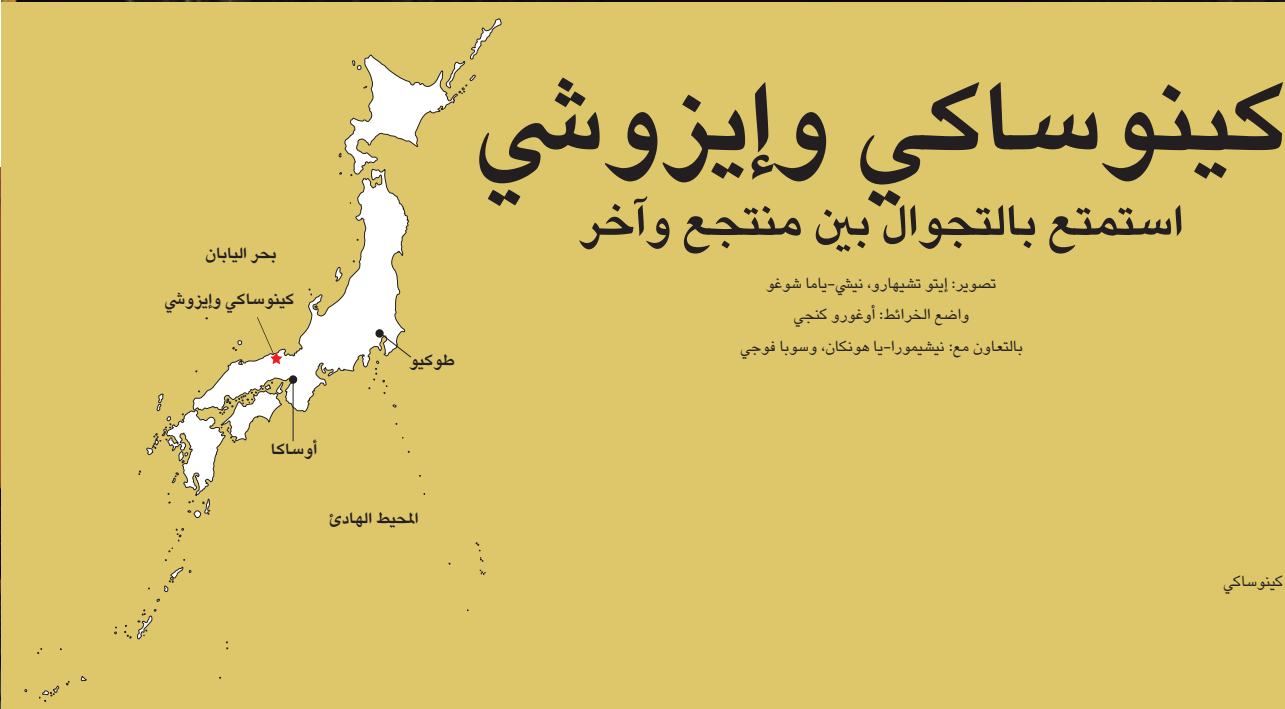 كينوساكي وإيزوشي
استمتع بالتجوال بين منتجع وآخر
تصوير: إيتو تشيهارو، نيشي-ياما شوغو
واضع الخرائط: أوغورو كنجي
بالتعاون مع: نيشيمورا-يا هونكان، وسوبا فوجي
بحر اليابان
كينوساكي وإيزوشي
طوكيو
أوساكا
المحيط الهادئ
كينوساكي